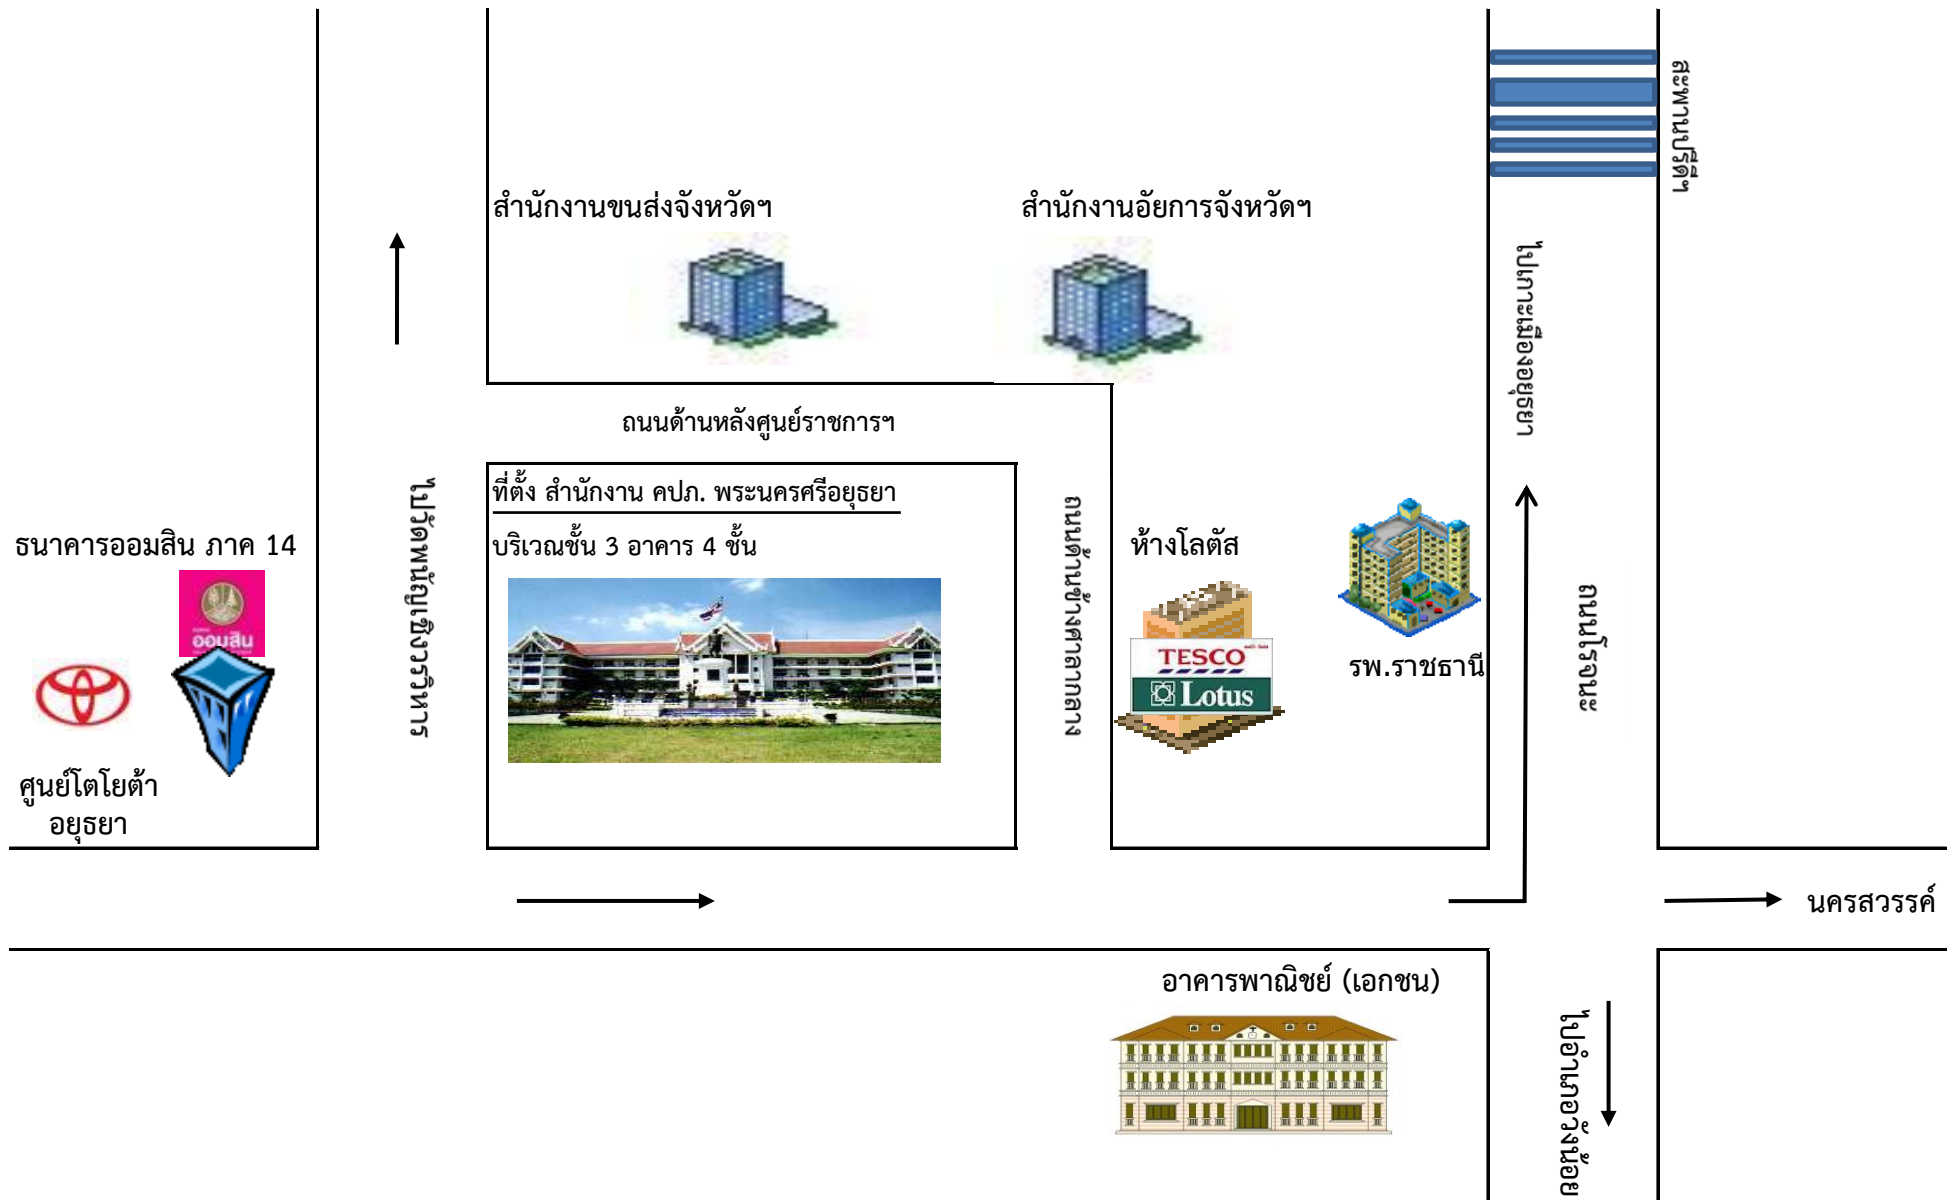 สะพานปรีดีฯ
สำนักงานขนส่งจังหวัดฯ
สำนักงานอัยการจังหวัดฯ
ไปเกาะเมืองอยุธยา
ถนนด้านหลังศูนย์ราชการฯ
ที่ตั้ง สำนักงาน คปภ. พระนครศรีอยุธยา
บริเวณชั้น 3 อาคาร 4 ชั้น
ไปวัดพนัญเชิงวรวิหาร
ถนนด้านข้างศาลากลาง
ธนาคารออมสิน ภาค 14
ออมสิน
ห้างโลตัส
TESCO
Lotus
รพ.ราชธานี
ถนนโรจนะ
ศูนย์โตโยต้า
อยุธยา
นครสวรรค์
อาคารพาณิชย์ (เอกชน)
ไปอำเภอวังน้อย